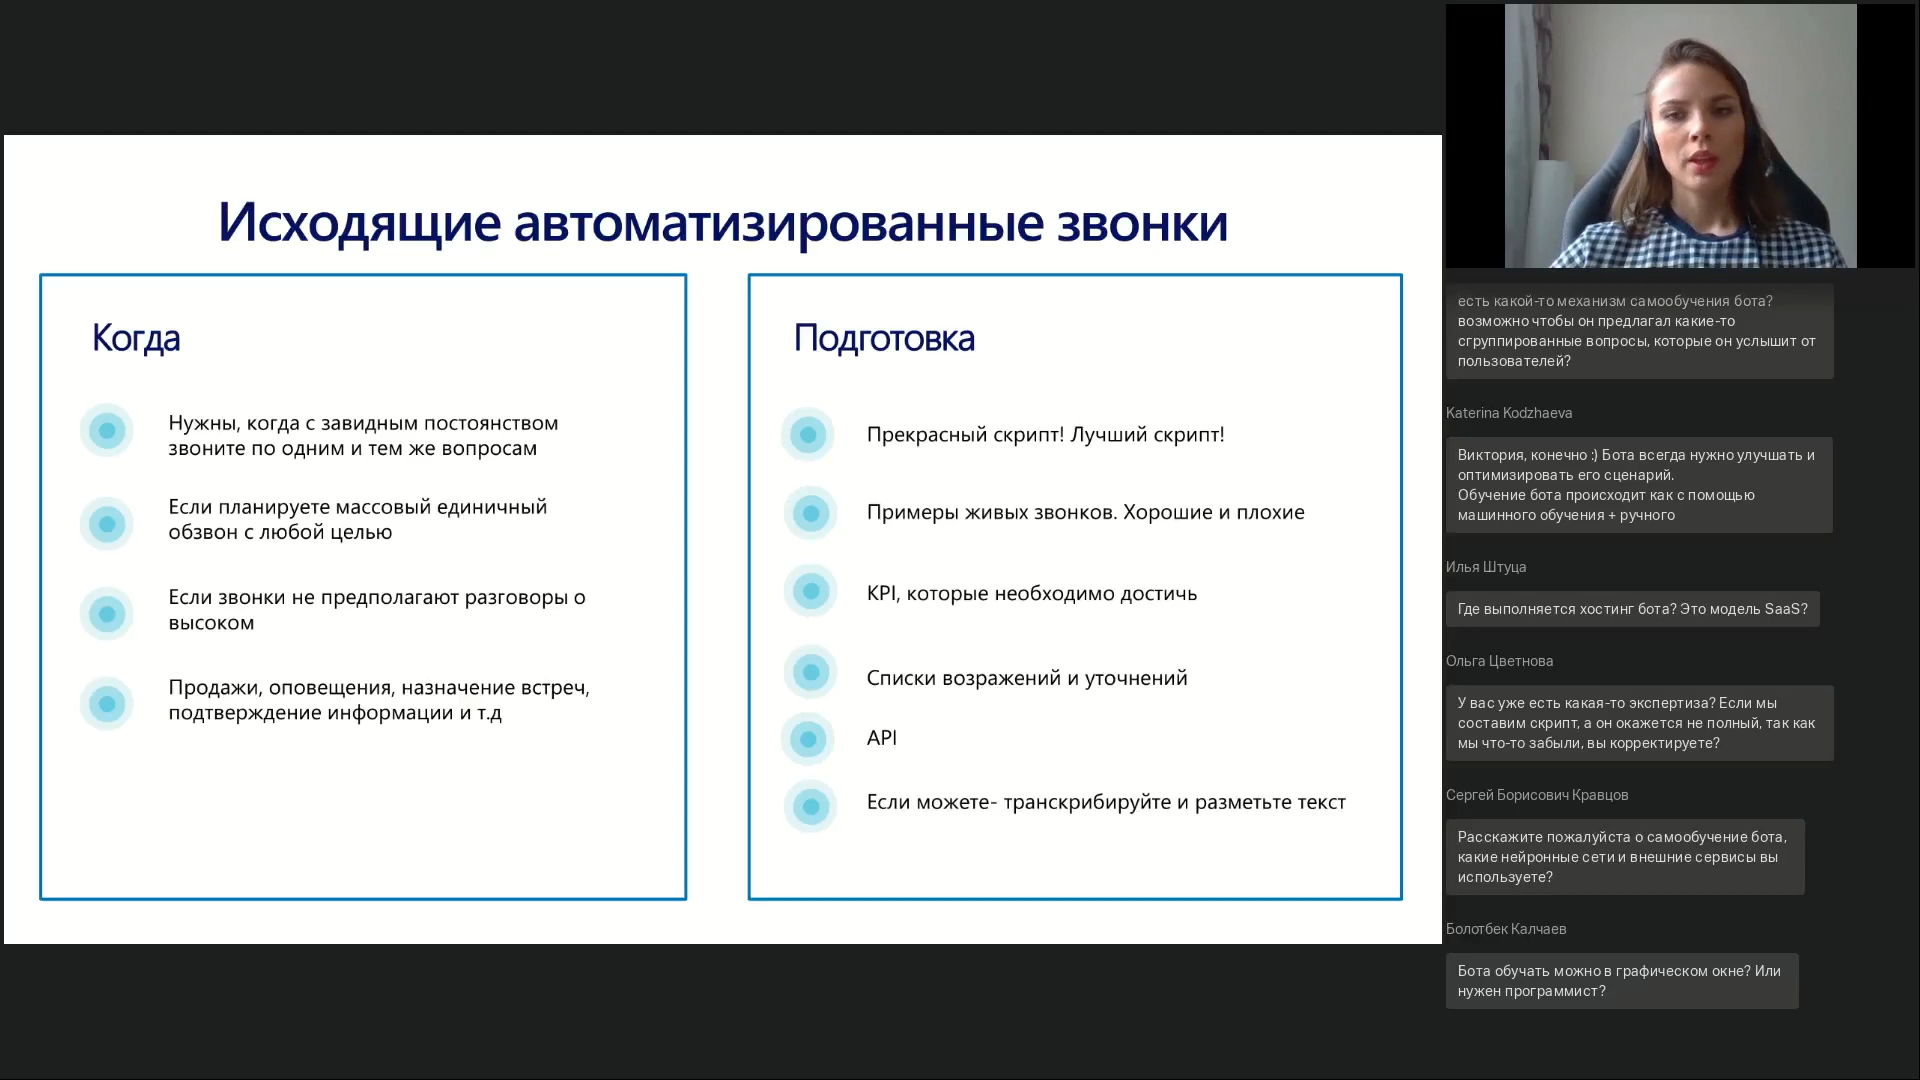 Исходящие автоматизированные звонки
Когда
Нужны, когда с завидным постоянством
звоните по одним и тем же вопросам
Если планируете массовый единичный
обзвон с любой целью
Если звонки не предполагают разговоры о
высоком
Продажи, оповещения, назначение встреч,
подтверждение информации и т.д
Подготовка
Прекрасный скрипт! Лучший скрипт!
Примеры живых звонков. Хорошие и плохие
KPI, которые необходимо достичь
Списки возражений и уточнений
API
Если можете- транскрибируйте и разметьте текст
есть какой-то механизм самообучения бота?
возможно чтобы он предлагал какие-то
сгруппированные вопросы, которые он услышит от
пользователей?
Katerina Kodzhaeva
Виктория, конечно :) Бота всегда нужно улучшать и
оптимизировать его сценарий.
Обучение бота происходит как с помощью
машинного обучения + ручного
Илья Штуца
Где выполняется хостинг бота? Это модель SaaS?
Ольга Цветнова
У вас уже есть какая-то экспертиза? Если мы
составим скрипт, а он окажется не полный, так как
мы что-то забыли, вы корректируете?
Сергей Борисович Кравцов
Расскажите пожалуйста о самообучение бота,
какие нейронные сети и внешние сервисы вы
используете?
Болотбек Калчаев
Бота обучать можно в графическом окне? Или
нужен программист?